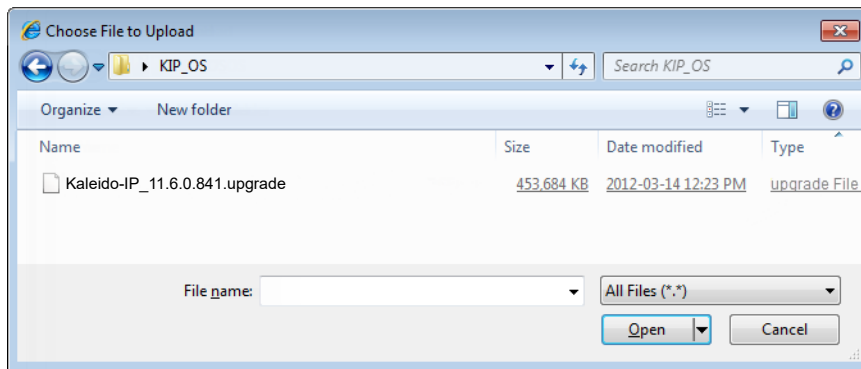 Choose File to Upload
KIP_OS
Search KIP_OS
Organize
New folder
Name
Size
Date modified
Type
Kaleido-IP_11.6.0.841.upgrade
453,684 KB
2012-03-14 12:23 PM
upgrade File
File name:
All Files (*.*)
Open
Cancel